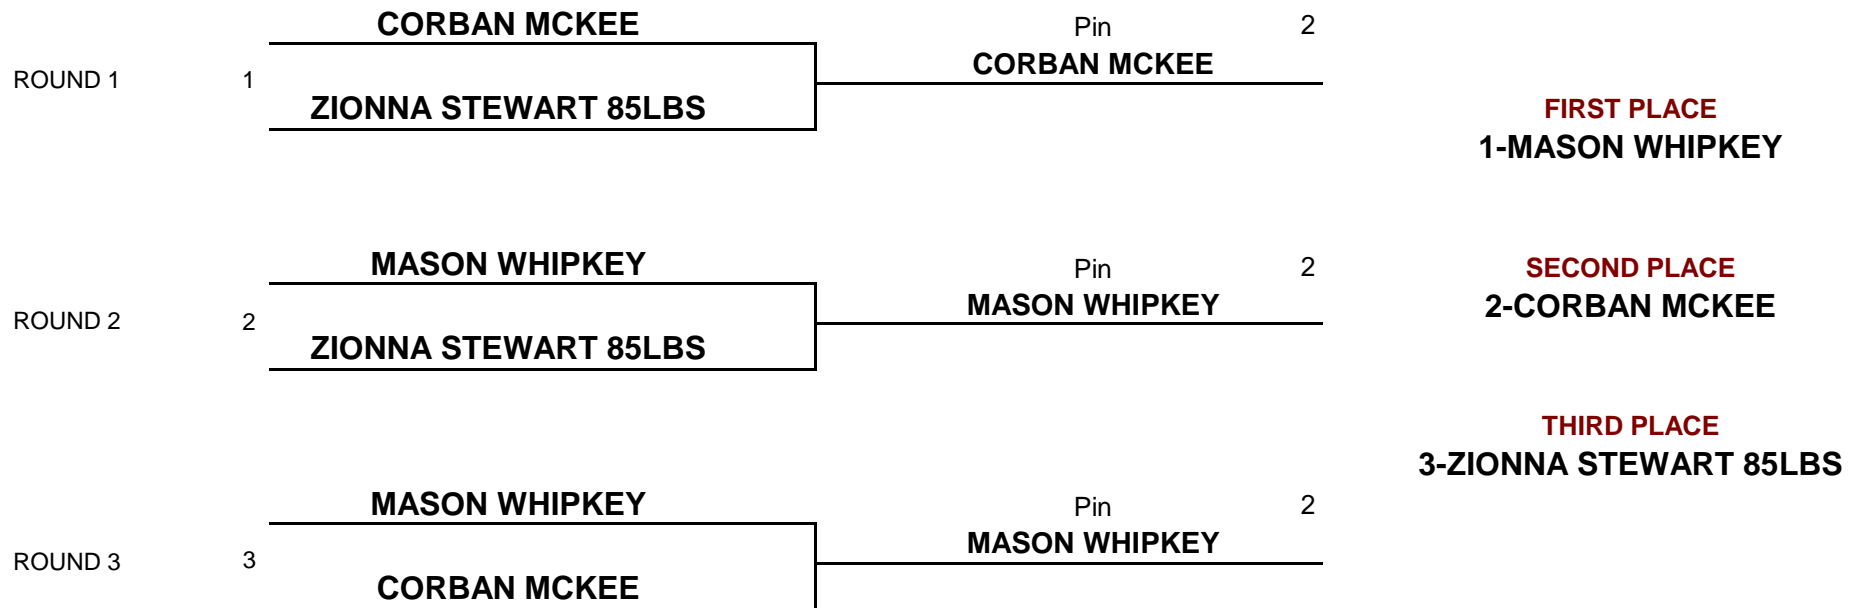 CORBAN MCKEE
Pin 2
CORBAN MCKEE
ROUND 1 1
ZIONNA STEWART 85LBS
FIRST PLACE
1-MASON WHIPKEY
MASON WHIPKEY
Pin 2
SECOND PLACE
MASON WHIPKEY
2-CORBAN MCKEE
ROUND 2 2
ZIONNA STEWART 85LBS
THIRD PLACE
3-ZIONNA STEWART 85LBS
MASON WHIPKEY
Pin 2
MASON WHIPKEY
ROUND 3 3
CORBAN MCKEE